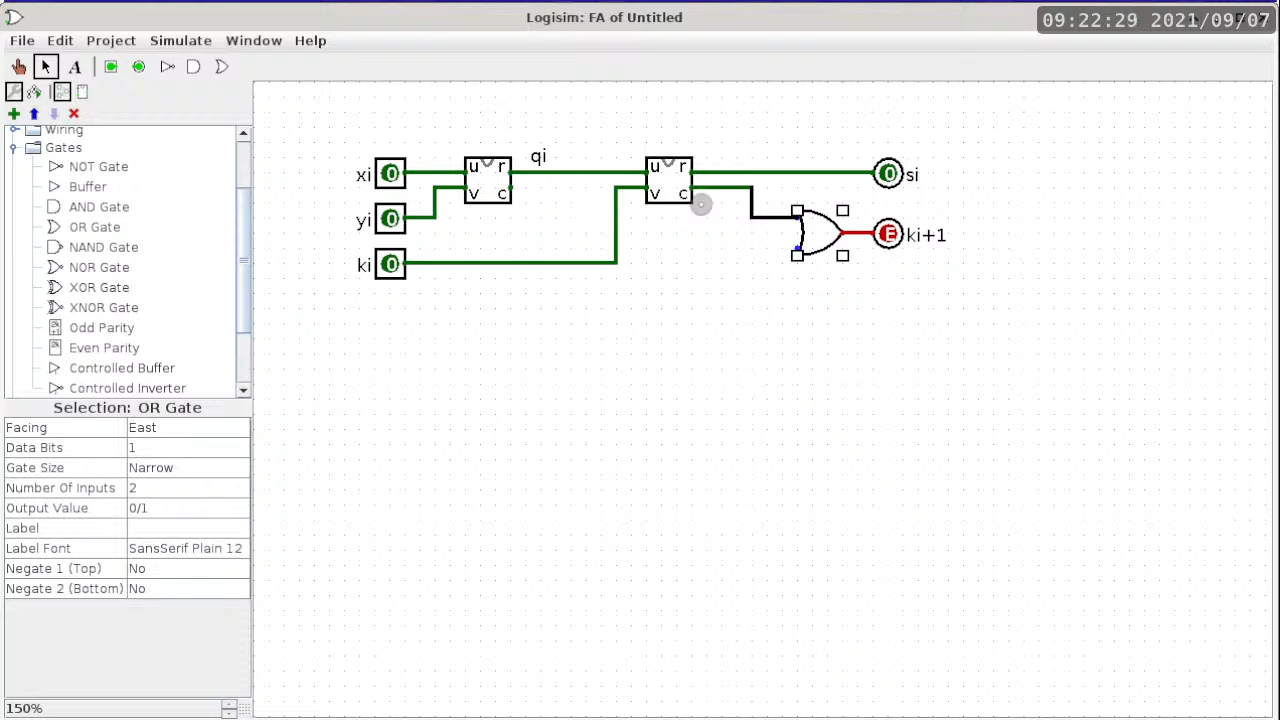 Logisim: FA of Untitled
09:22:29 2021/09/07
File Edit Project Simulate Window Help
A
Wiring
Gates
NOT Gate
Buffer
AND Gate
OR Gate
NAND Gate
NOR Gate
XOR Gate
XNOR Gate
Odd Parity
Even Parity
Controlled Buffer
Controlled Inverter
Selection: OR Gate
Facing East
Data Bits 1
Gate Size Narrow
Number Of Inputs 2
Output Value 0/1
Label
Label Font SansSerif Plain 12
Negate 1 (Top) No
Negate 2 (Bottom) No
150%
qi
xi 0 u r u r 0 si
v c v c
yi 0
E ki+1
ki 0